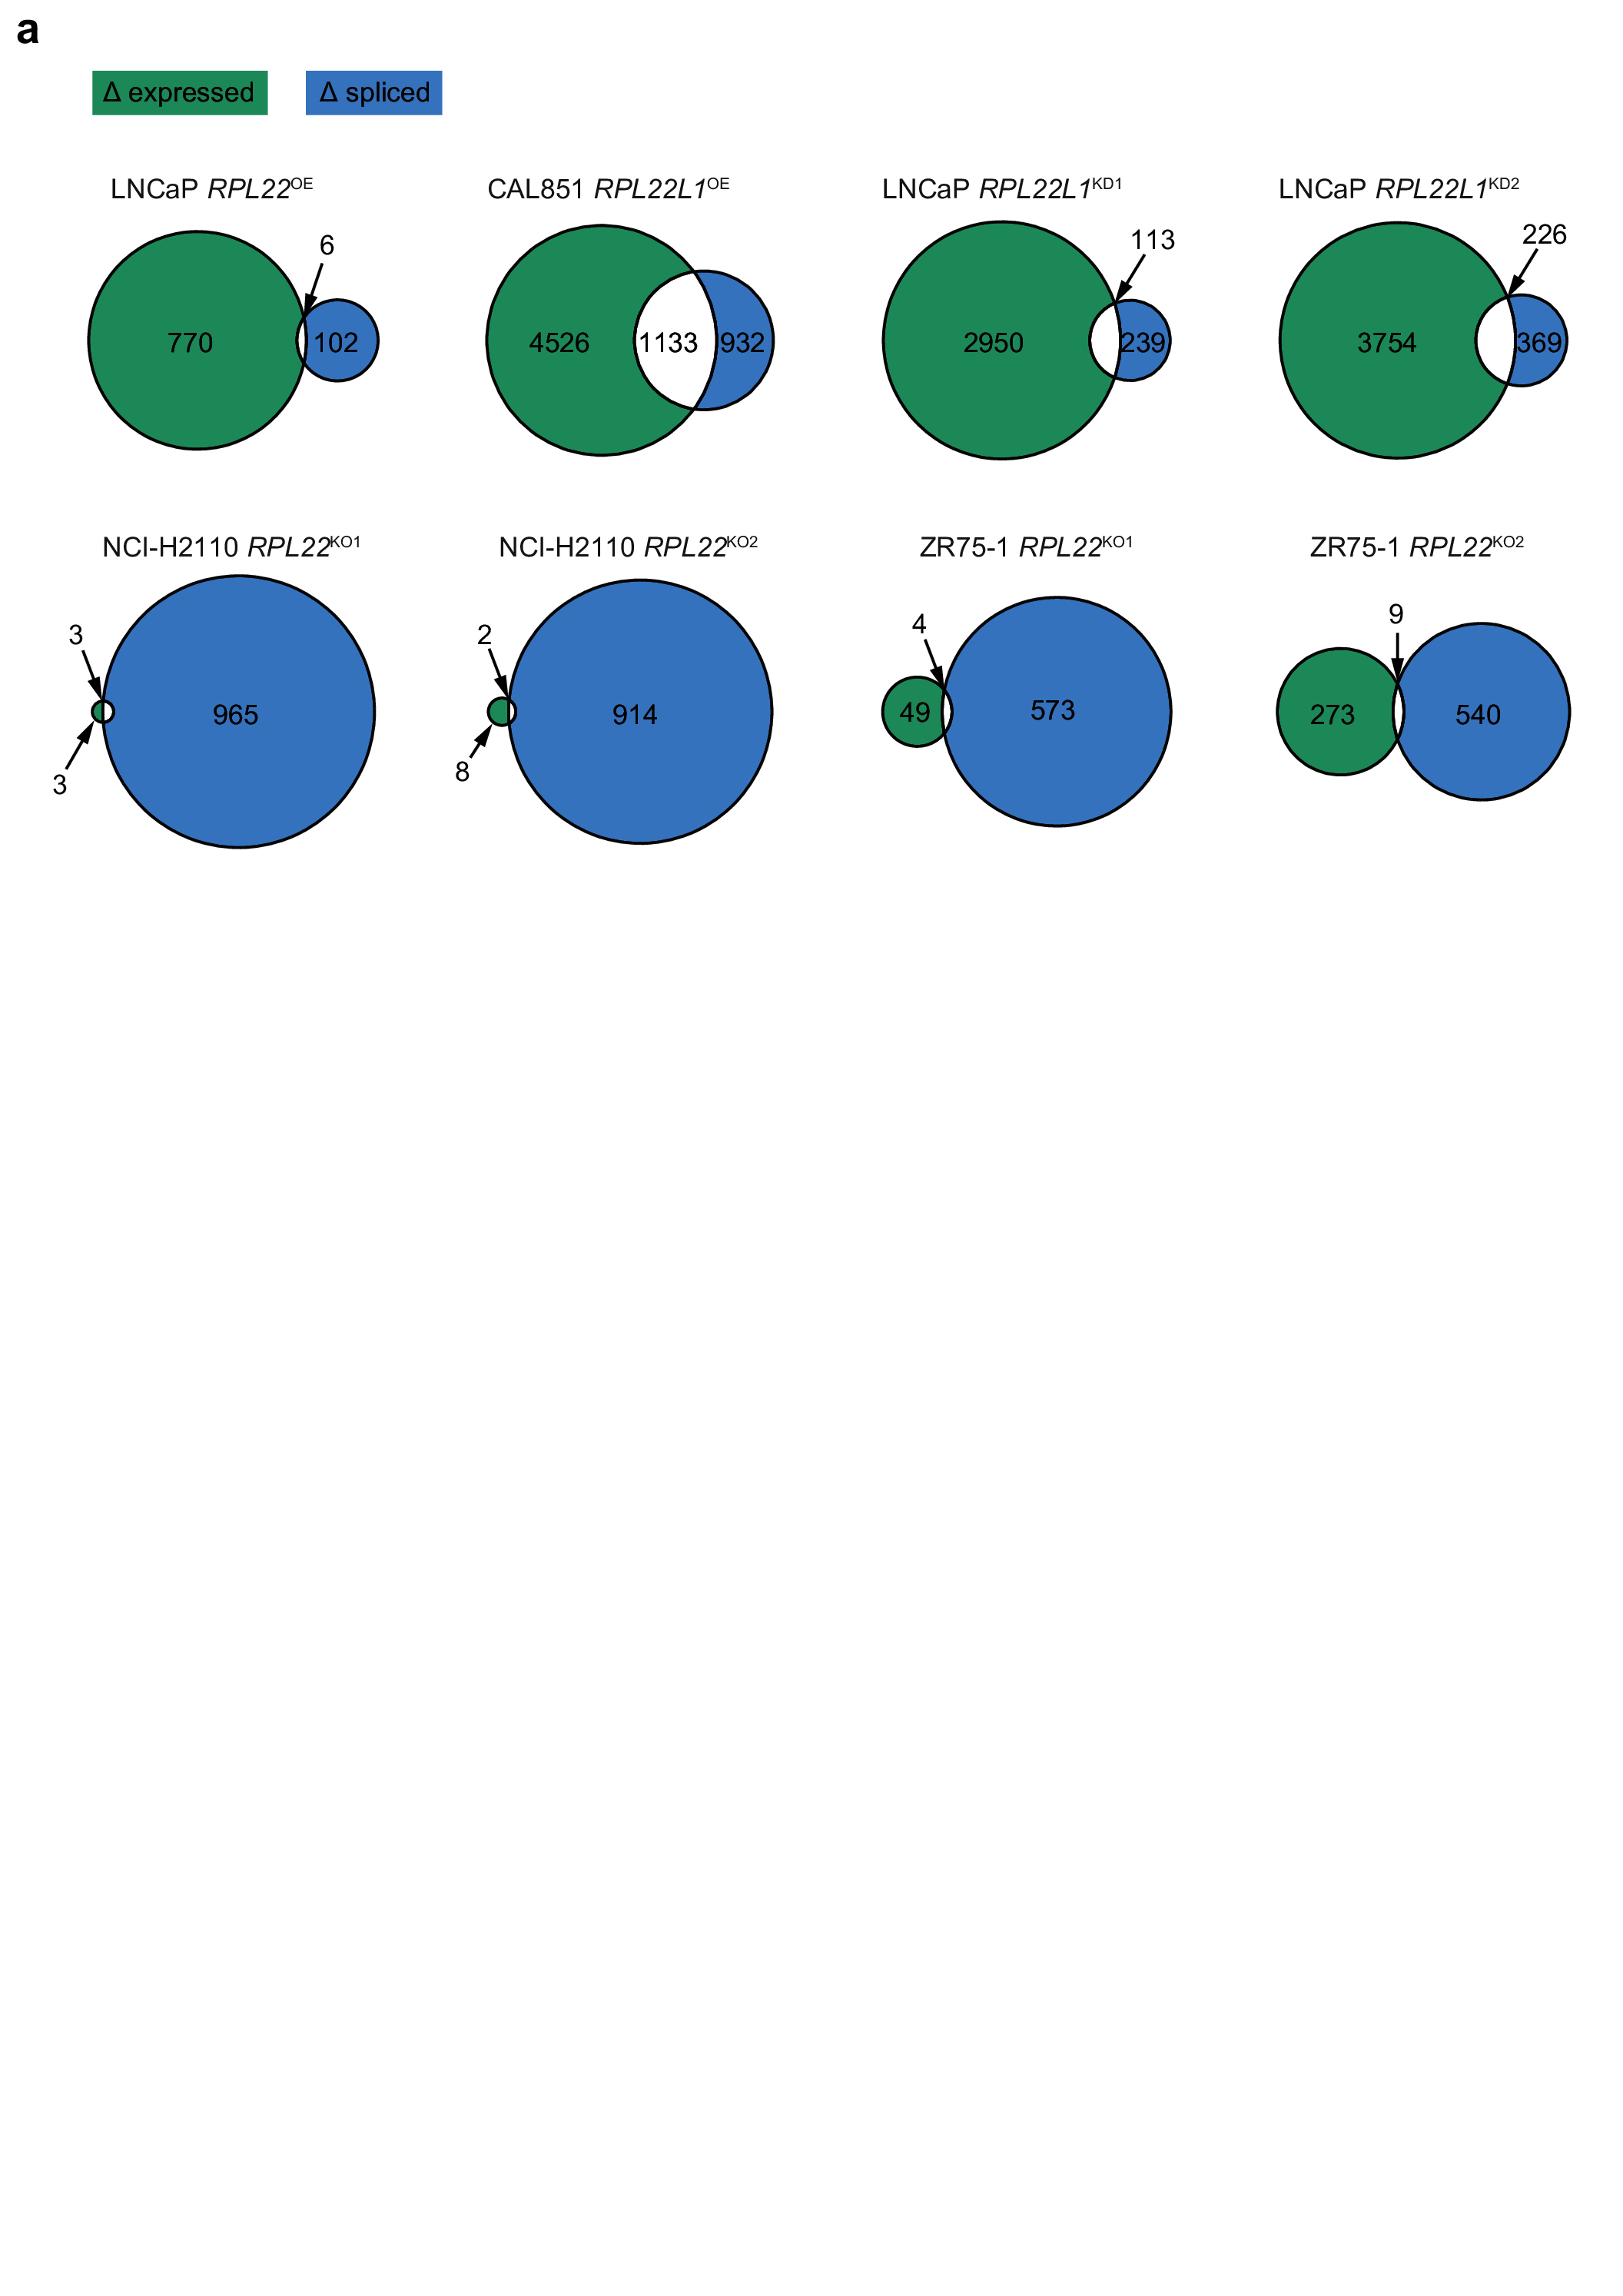 a
Δ expressed Δ spliced
LNCaP RPL22OE CAL851 RPL22L1OE LNCaP RPL22L1KD1 LNCaP RPL22L1KD2
6 113 226
770 102 4526 1133 932 2950 239 3754 369
NCI-H2110 RPL22KO1 NCI-H2110 RPL22KO2 ZR75-1 RPL22KO1 ZR75-1 RPL22KO2
3 2 4 9
965 914 49 573 273 540
3 8